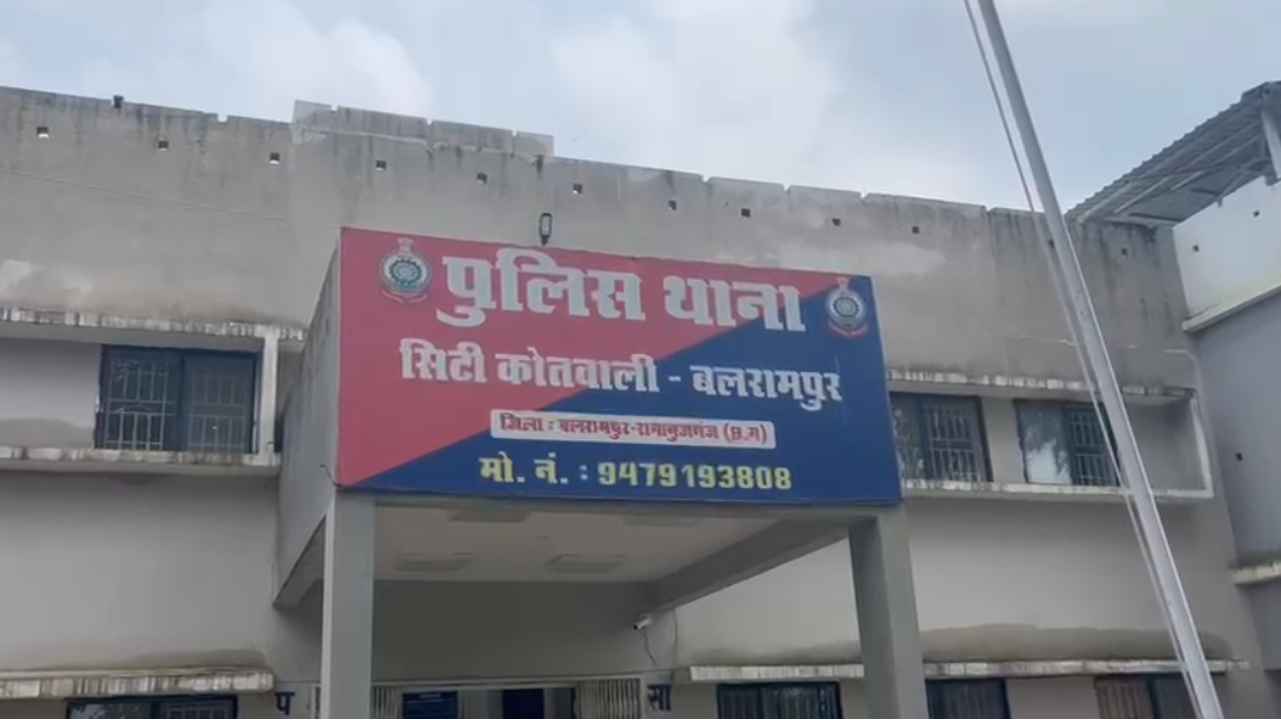 पुलिस थाना
सिटी कोतवाली - बलरामपुर
जिला : बलरामपुर-रामानुजगंज (छ.ग)
मो. नं. : 9479193808